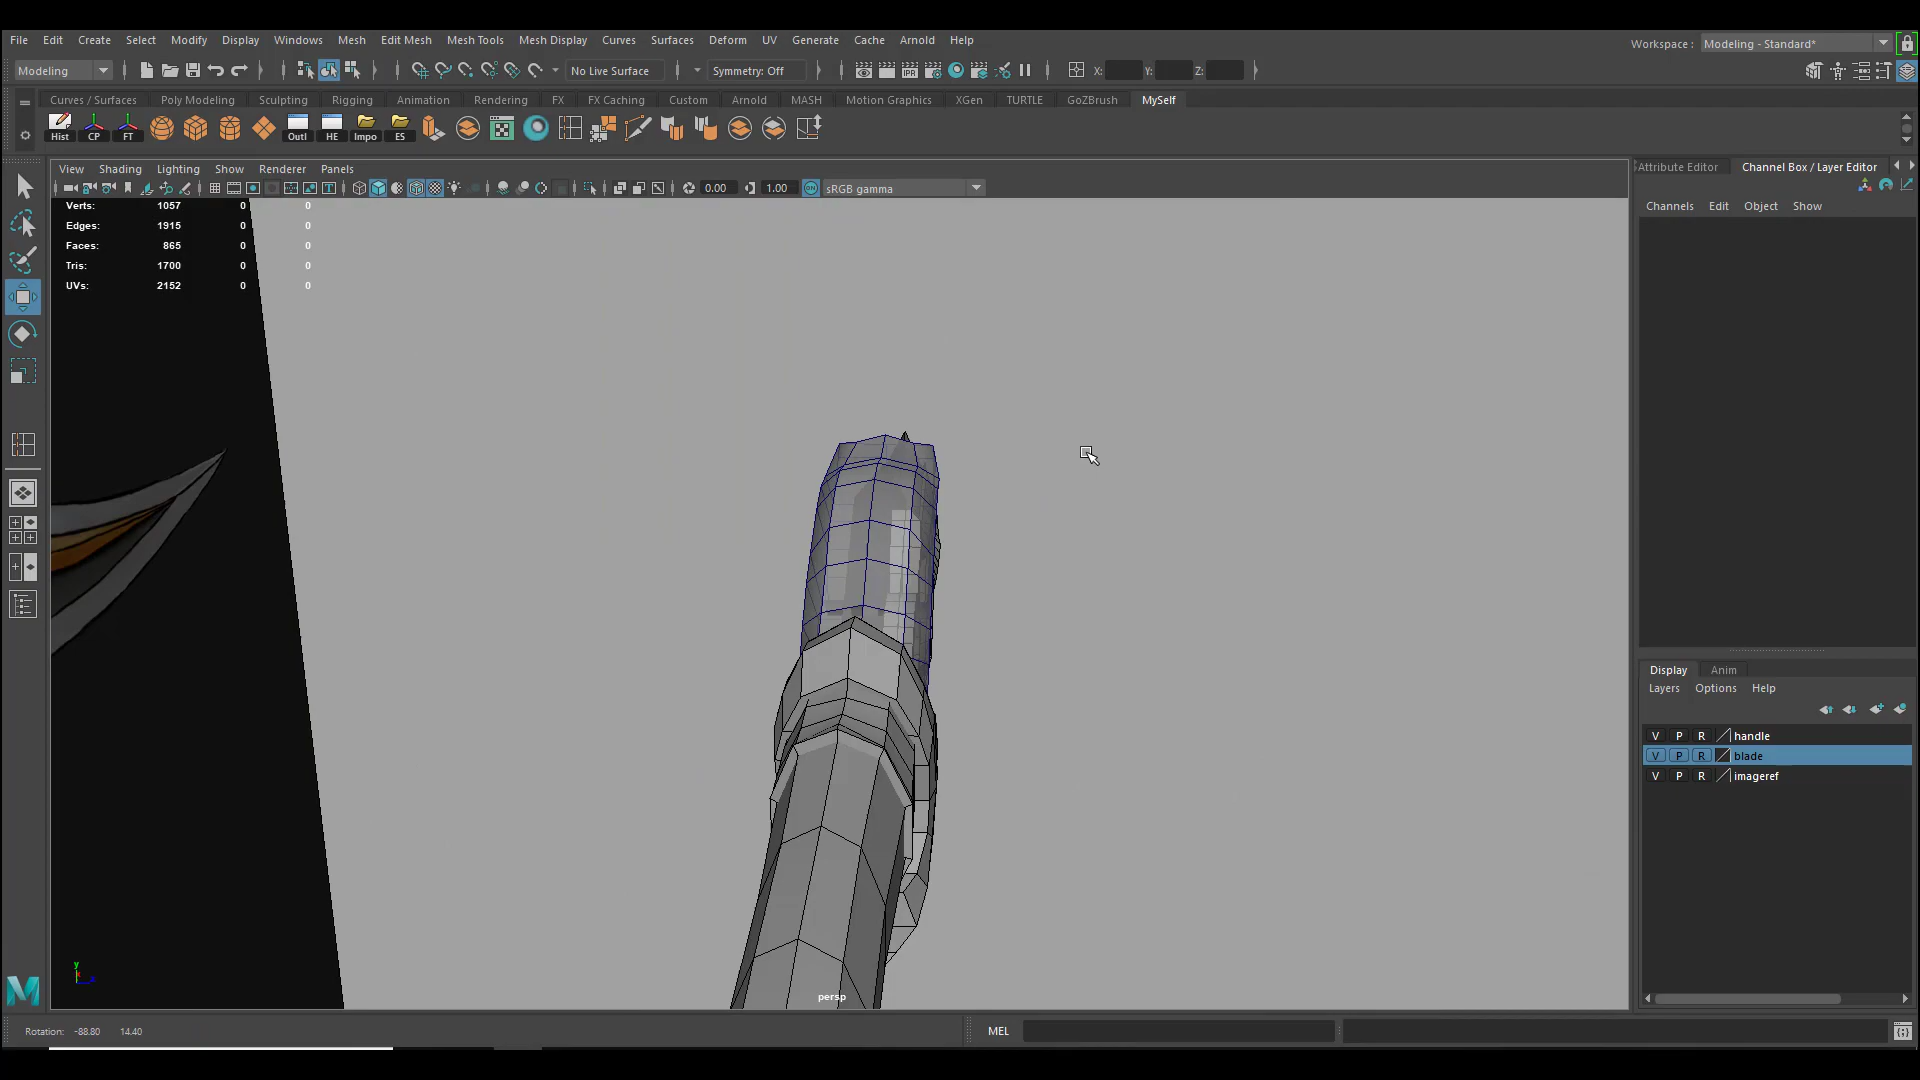 File Edit Create Select Modify Display Windows Mesh Edit Mesh Mesh Tools Mesh Display Curves Surfaces Deform UV Generate Cache Arnold Help
Workspace : Modeling - Standard*
Modeling No Live Surface Symmetry: Off IPR X: Y: Z:
Curves / Surfaces Poly Modeling Sculpting Rigging Animation Rendering FX FX Caching Custom Arnold MASH Motion Graphics XGen TURTLE GoZBrush MySelf
Hist CP FT Outl HE Impo ES
View Shading Lighting Show Renderer Panels
0.00 1.00 ON sRGB gamma
Attribute Editor Channel Box / Layer Editor
Channels Edit Object Show
Verts: 1057 0 0
Edges: 1915 0 0
Faces: 865 0 0
Tris: 1700 0 0
UVs: 2152 0 0
Display Anim
Layers Options Help
V P R handle
V P R blade
V P R imageref
y
persp
Rotation: -88.80 14.40
MEL